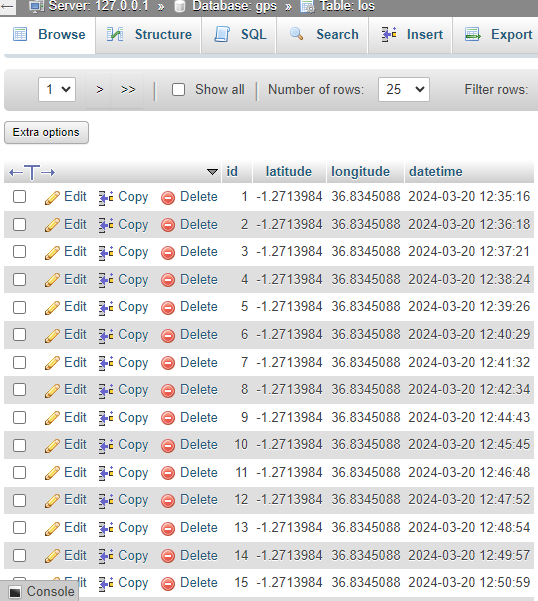 Server: 127.0.0.1 » Database: gps » Table: los
Browse Structure SQL Search Insert Export
1 > >> Show all Number of rows: 25 Filter rows:
Extra options
id latitude longitude datetime
Edit Copy Delete 1 -1.2713984 36.8345088 2024-03-20 12:35:16
Edit Copy Delete 2 -1.2713984 36.8345088 2024-03-20 12:36:18
Edit Copy Delete 3 -1.2713984 36.8345088 2024-03-20 12:37:21
Edit Copy Delete 4 -1.2713984 36.8345088 2024-03-20 12:38:24
Edit Copy Delete 5 -1.2713984 36.8345088 2024-03-20 12:39:26
Edit Copy Delete 6 -1.2713984 36.8345088 2024-03-20 12:40:29
Edit Copy Delete 7 -1.2713984 36.8345088 2024-03-20 12:41:32
Edit Copy Delete 8 -1.2713984 36.8345088 2024-03-20 12:42:34
Edit Copy Delete 9 -1.2713984 36.8345088 2024-03-20 12:44:43
Edit Copy Delete 10 -1.2713984 36.8345088 2024-03-20 12:45:45
Edit Copy Delete 11 -1.2713984 36.8345088 2024-03-20 12:46:48
Edit Copy Delete 12 -1.2713984 36.8345088 2024-03-20 12:47:52
Edit Copy Delete 13 -1.2713984 36.8345088 2024-03-20 12:48:54
Edit Copy Delete 14 -1.2713984 36.8345088 2024-03-20 12:49:57
Edit Copy Delete 15 -1.2713984 36.8345088 2024-03-20 12:50:59
Console